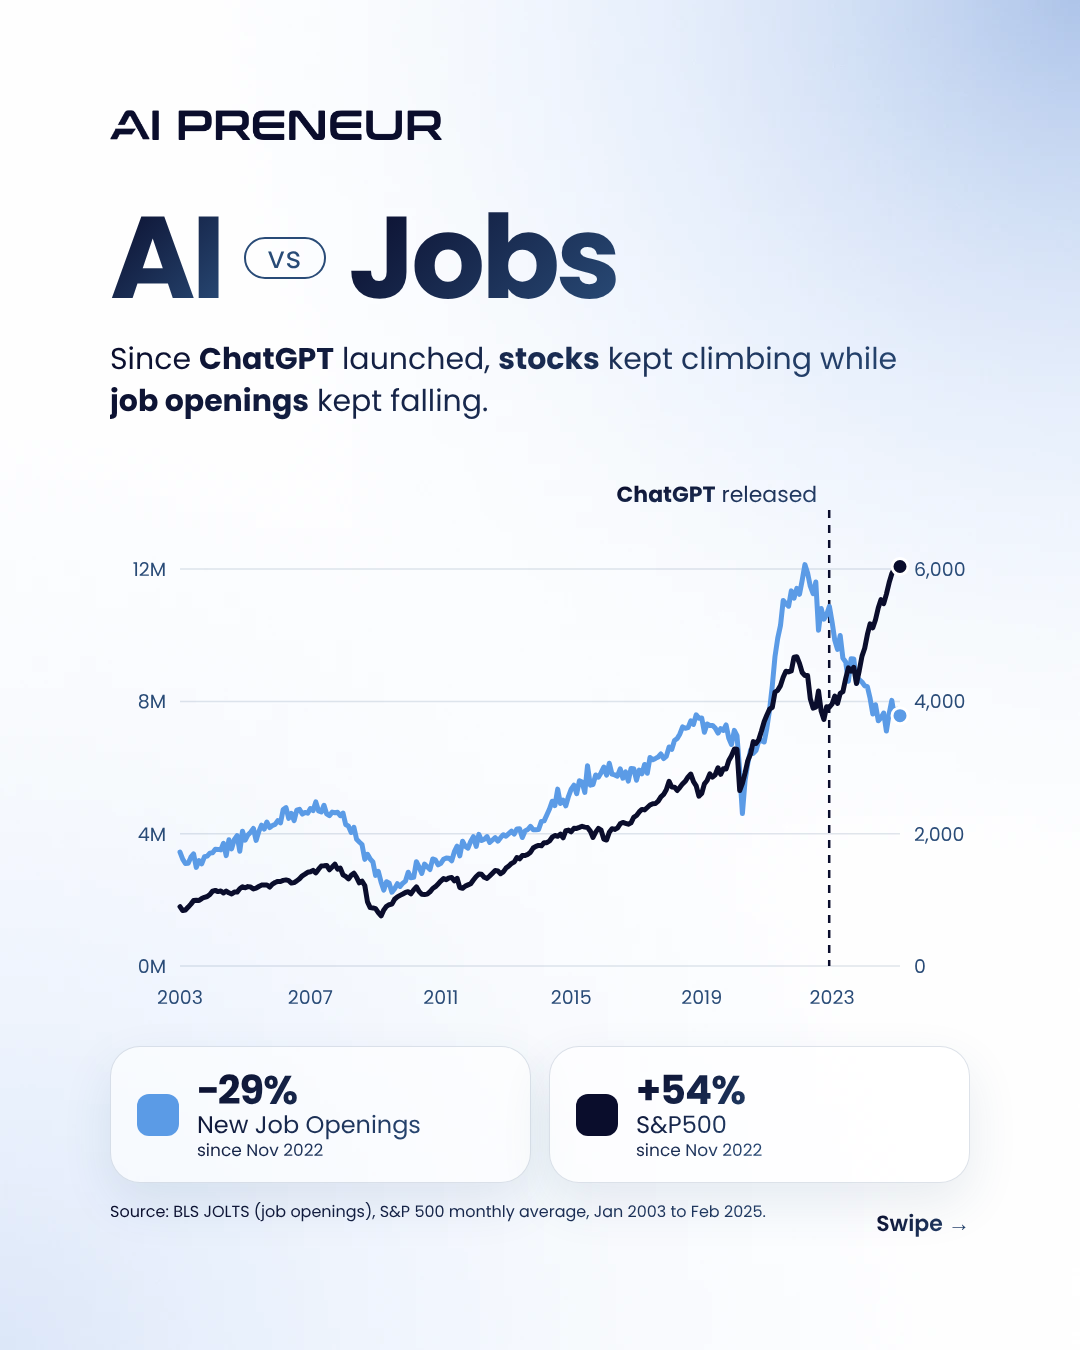 AI PRENEUR
AI vs Jobs
Since ChatGPT launched, stocks kept climbing while
job openings kept falling.
ChatGPT released
12M
6,000
8M
4,000
4M
2,000
0M
0
2003 2007 2011 2015 2019 2023
-29%
New Job Openings
since Nov 2022
+54%
S&P500
since Nov 2022
Source: BLS JOLTS (job openings), S&P 500 monthly average, Jan 2003 to Feb 2025.
Swipe →